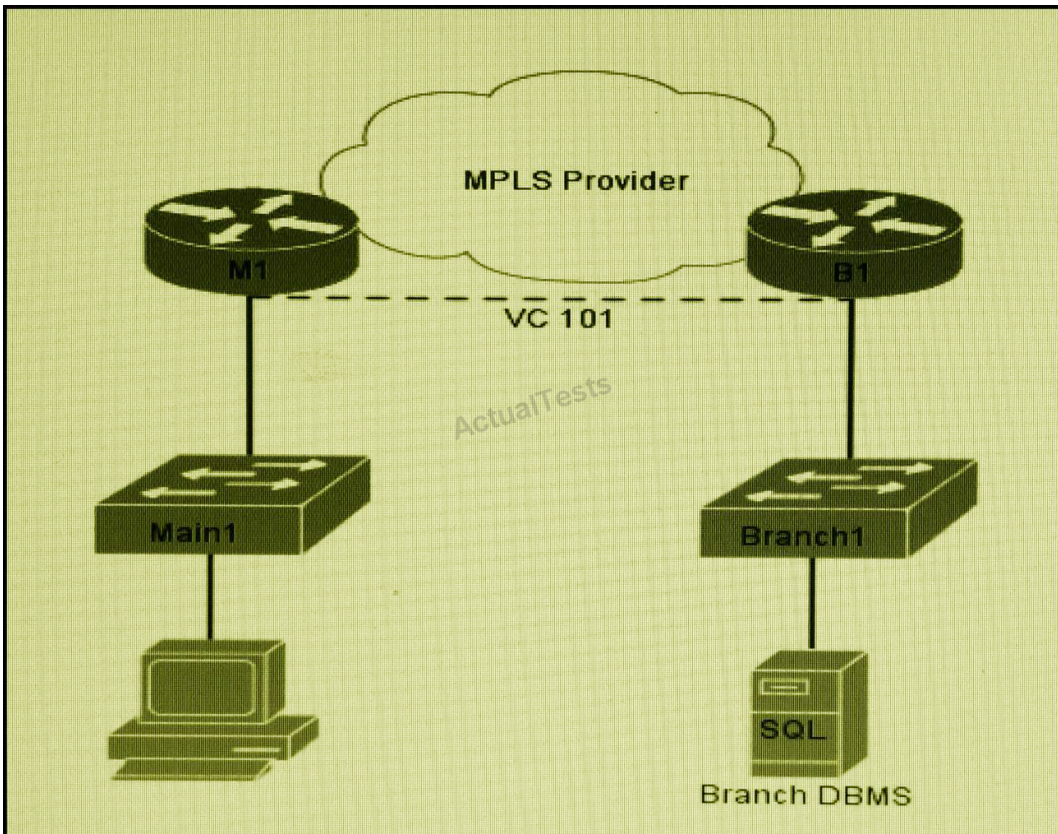 MPLS Provider
M1
B1
VC 101
ActualTests
Main1
Branch1
SQL
Branch DBMS